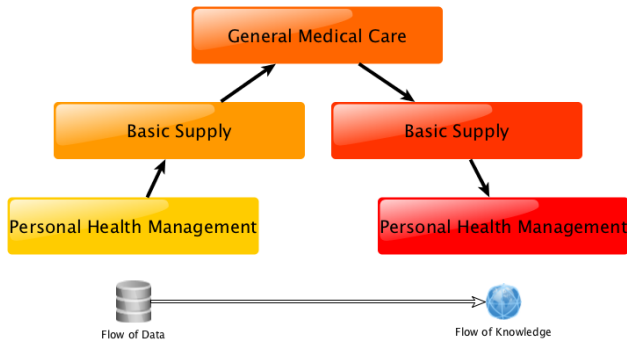 General Medical Care
Basic Supply
Basic Supply
Personal Health Management
Personal Health Management
Flow of Data
Flow of Knowledge